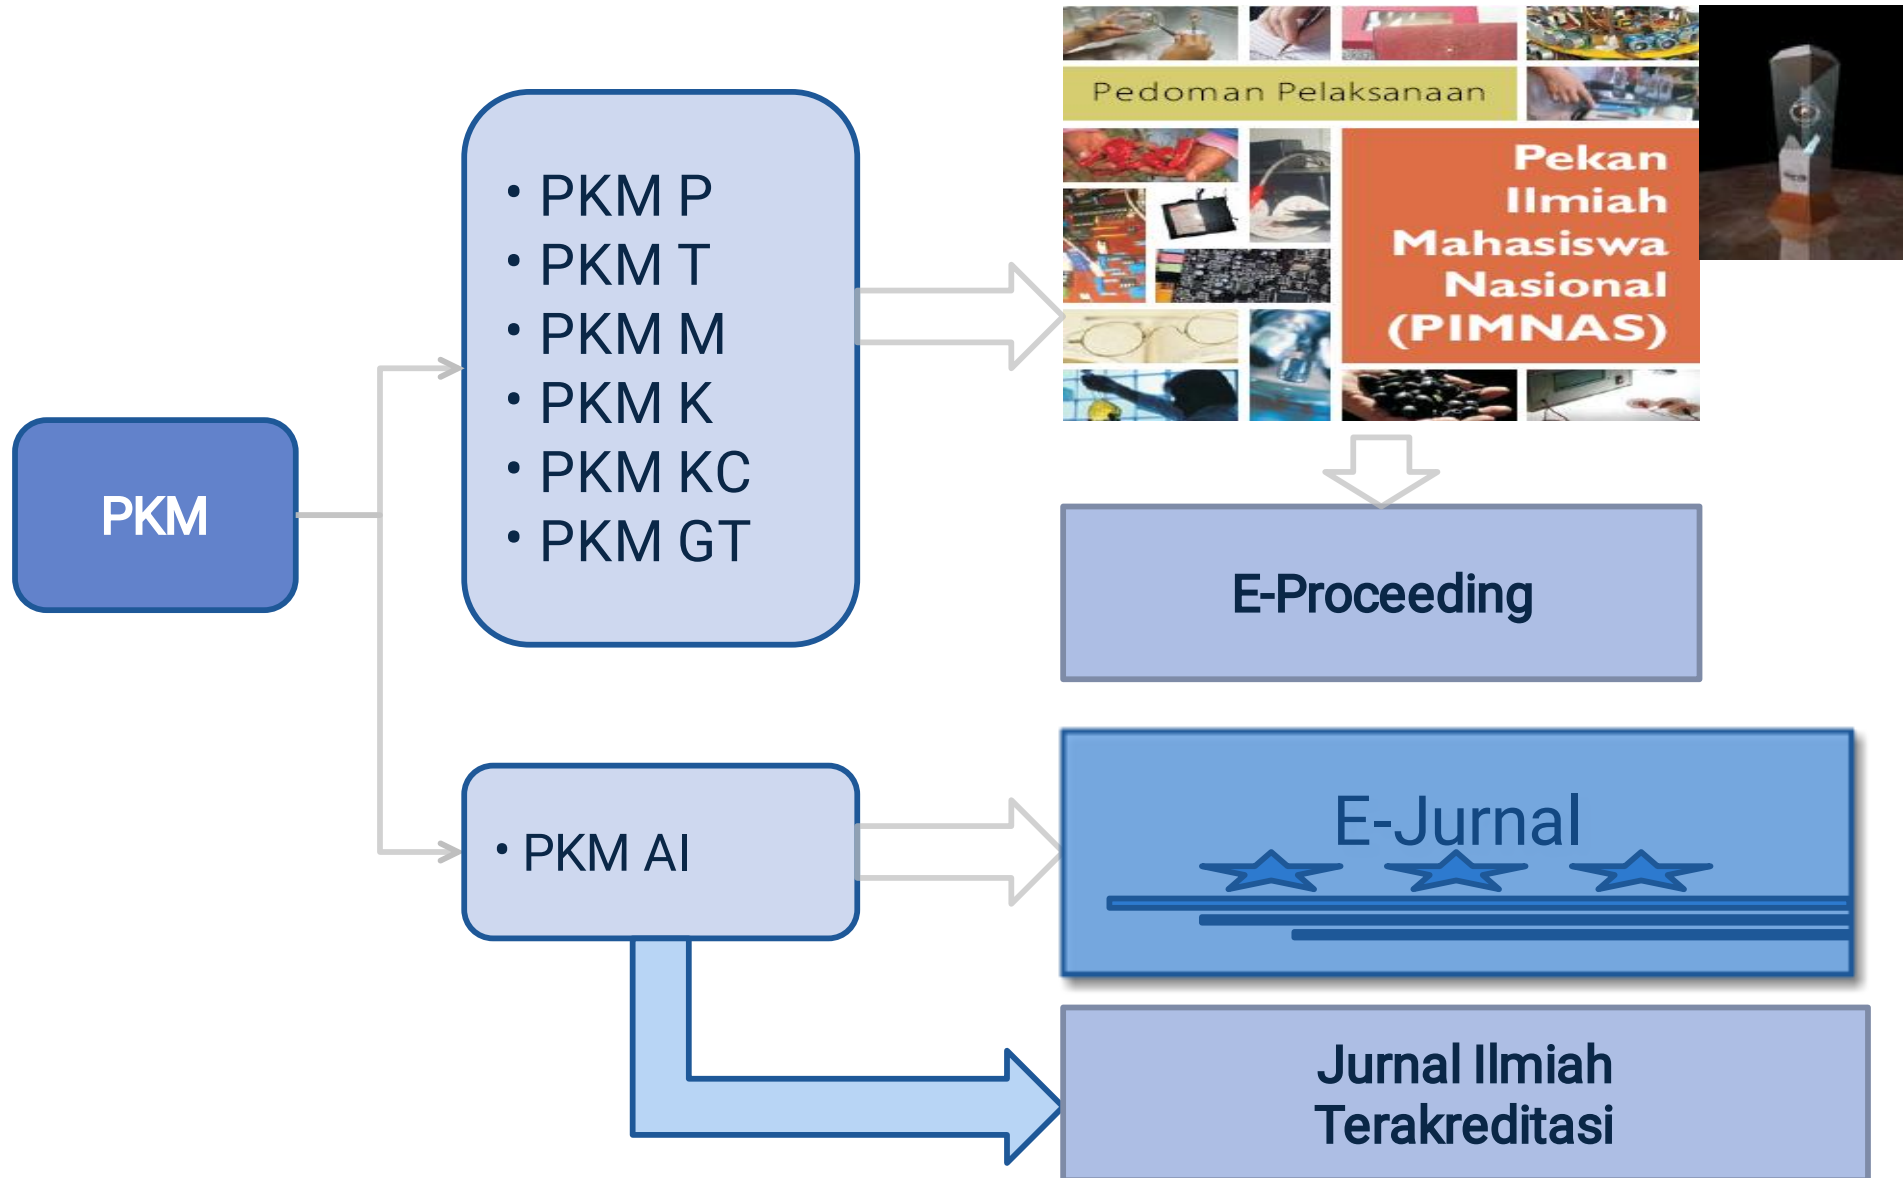 PKM
• PKM P
• PKM T
• PKM M
• PKM K
• PKM KC
• PKM GT
• PKM AI
Pedoman Pelaksanaan
Pekan
Ilmiah
Mahasiswa
Nasional
(PIMNAS)
E-Proceeding
E-Jurnal
Jurnal Ilmiah
Terakreditasi